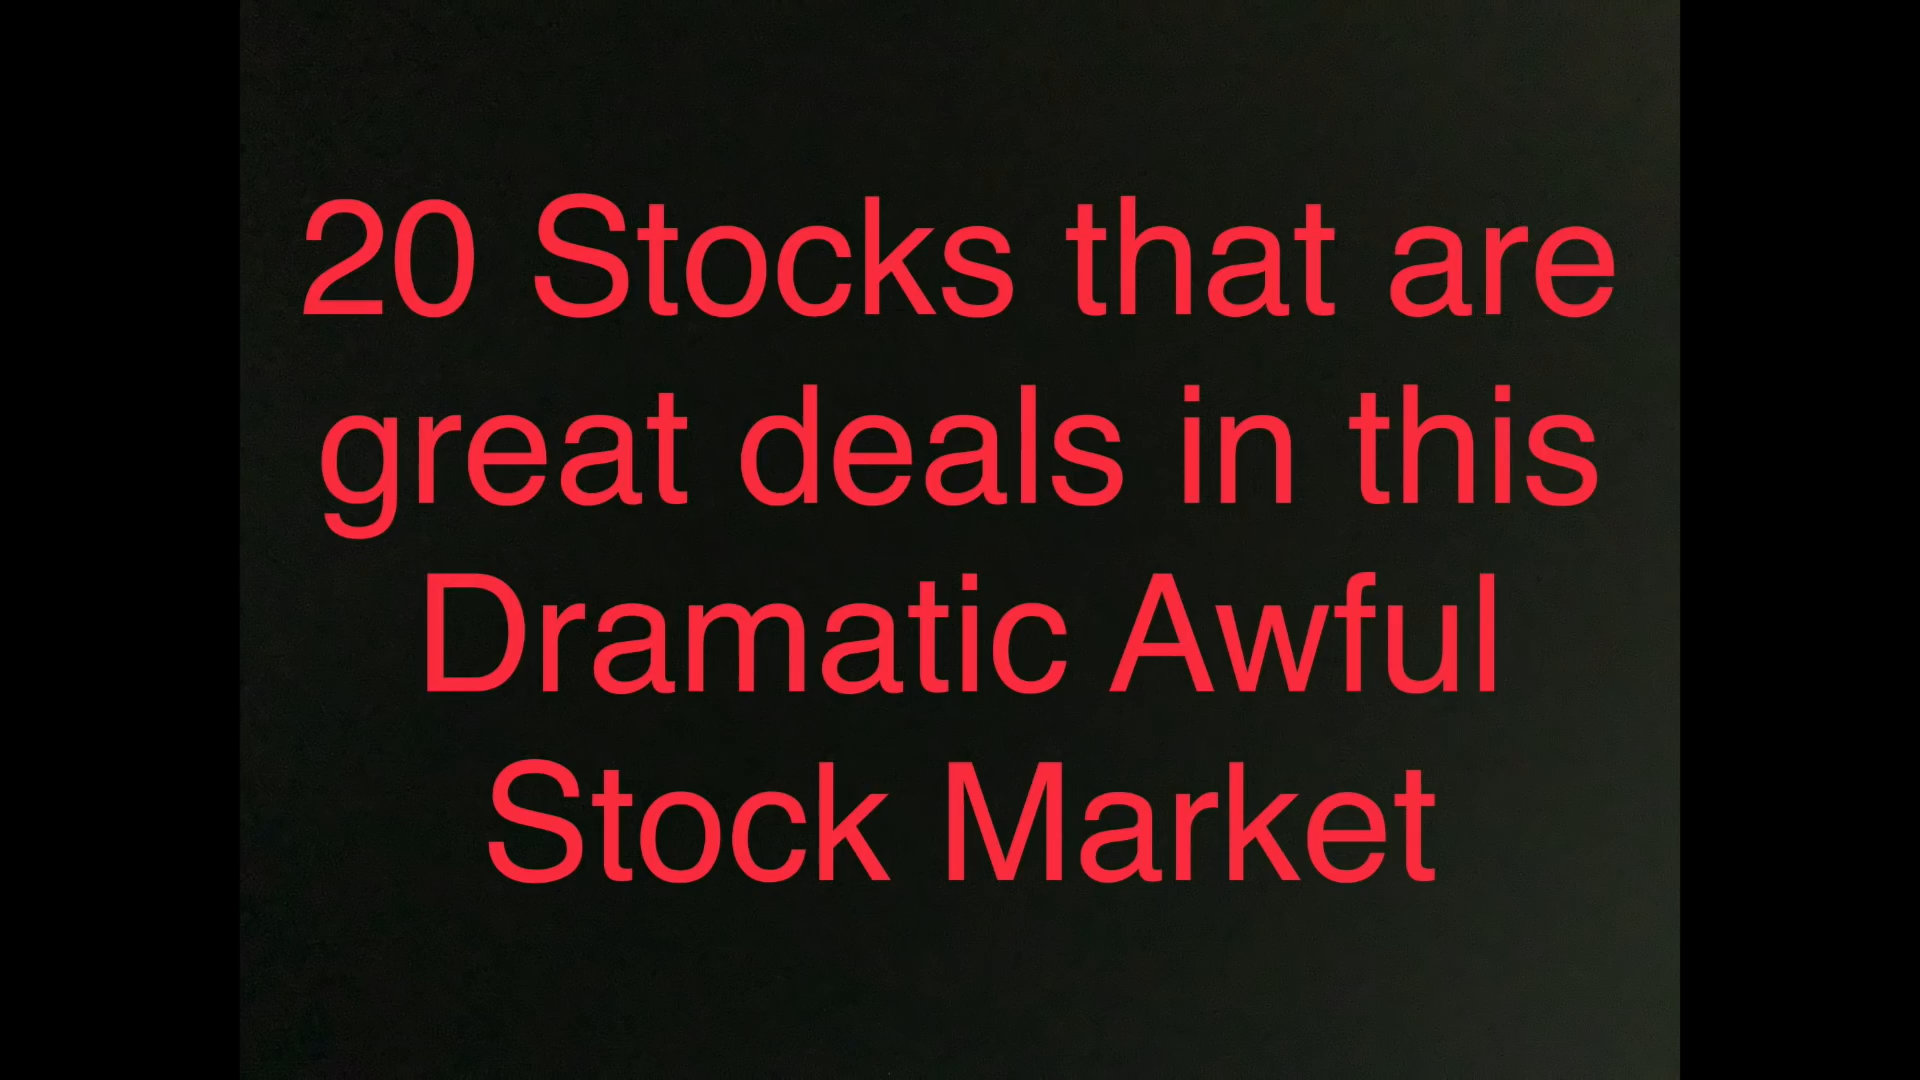 20 Stocks that are
great deals in this
Dramatic Awful
Stock Market